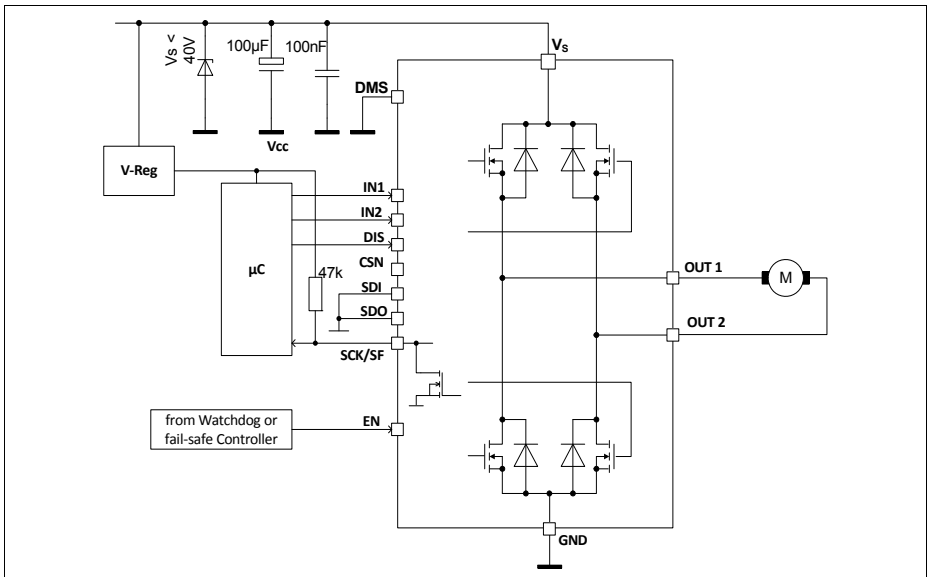 Vs <
40V
100µF
100nF
Vs
DMS
Vcc
V-Reg
IN1
IN2
DIS
µC
CSN
47k
SDI
SDO
SCK/SF
OUT 1
M
OUT 2
from Watchdog or
fail-safe Controller
EN
GND